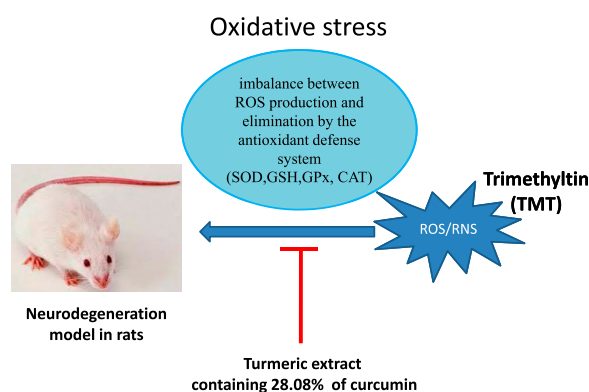 Oxidative stress
imbalance between
ROS production and
elimination by the
antioxidant defense
system
(SOD,GSH,GPx, CAT)
Trimethyltin
(TMT)
ROS/RNS
Neurodegeneration
model in rats
Turmeric extract
containing 28.08% of curcumin